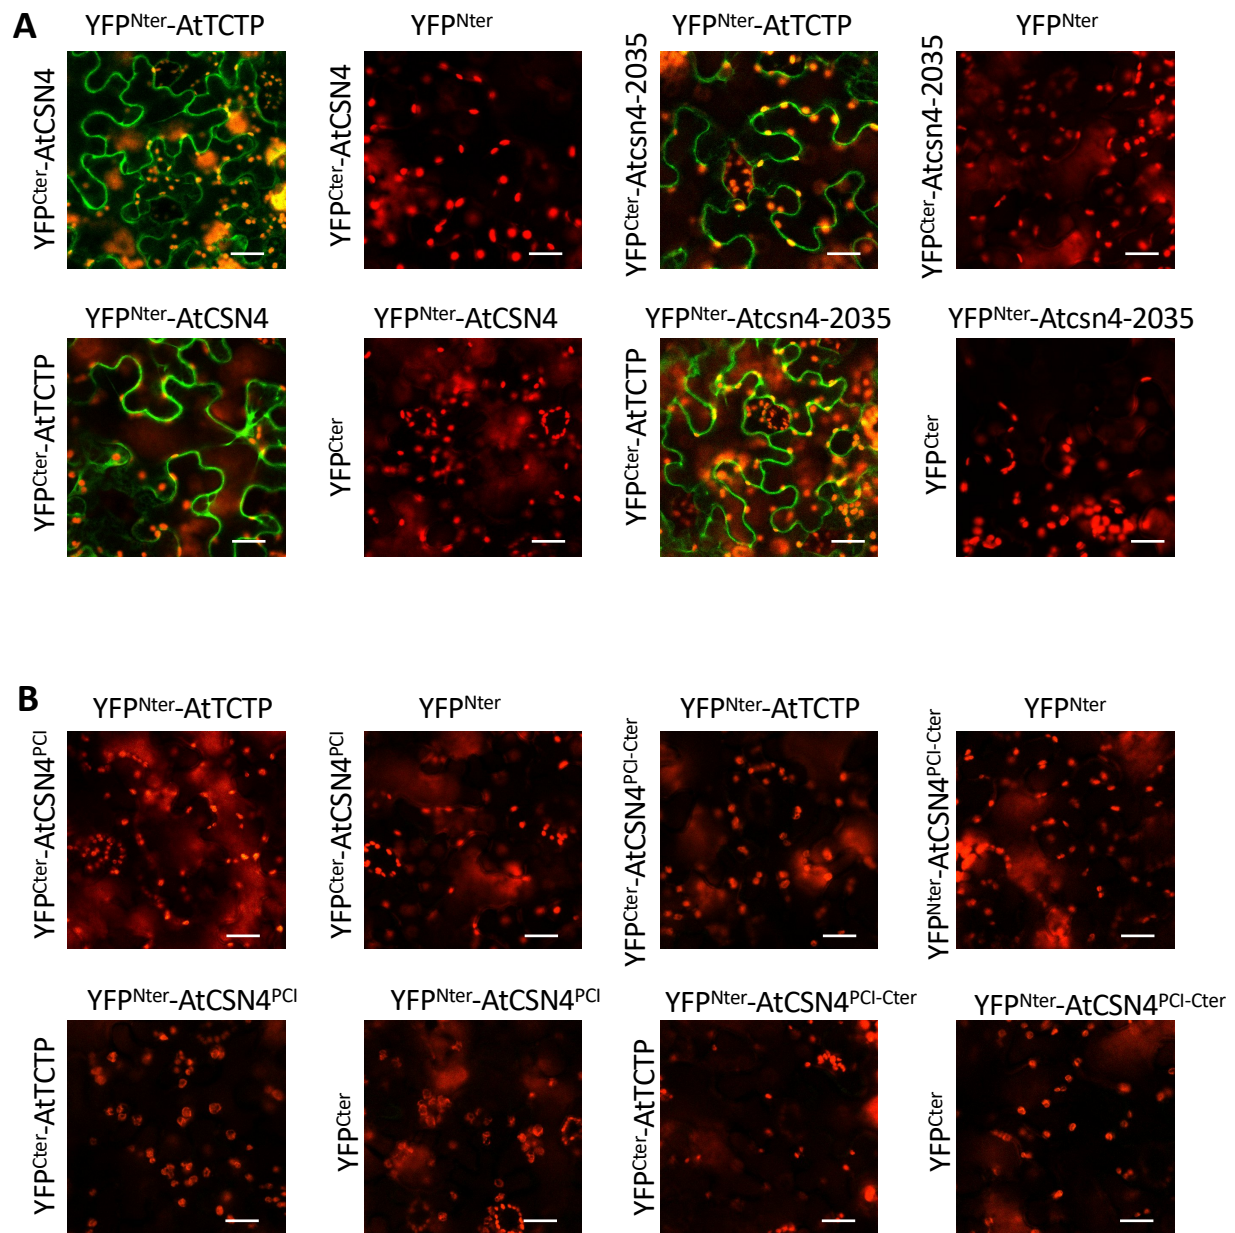 A
YFPNter-AtTCTP
YFPNter
YFPNter-AtTCTP
YFPNter
YFPCter-AtCSN4
YFPCter-AtCSN4
YFPCter-Atcsn4-2035
YFPCter-Atcsn4-2035
YFPNter-AtCSN4
YFPNter-AtCSN4
YFPNter-Atcsn4-2035
YFPNter-Atcsn4-2035
YFPCter-AtTCTP
YFPCter
YFPCter-AtTCTP
YFPCter
B
YFPNter-AtTCTP
YFPNter
YFPNter-AtTCTP
YFPNter
YFPCter-AtCSN4PCI
YFPCter-AtCSN4PCI
YFPCter-AtCSN4PCI-Cter
YFPNter-AtCSN4PCI-Cter
YFPNter-AtCSN4PCI
YFPNter-AtCSN4PCI
YFPNter-AtCSN4PCI-Cter
YFPNter-AtCSN4PCI-Cter
YFPCter-AtTCTP
YFPCter
YFPCter-AtTCTP
YFPCter